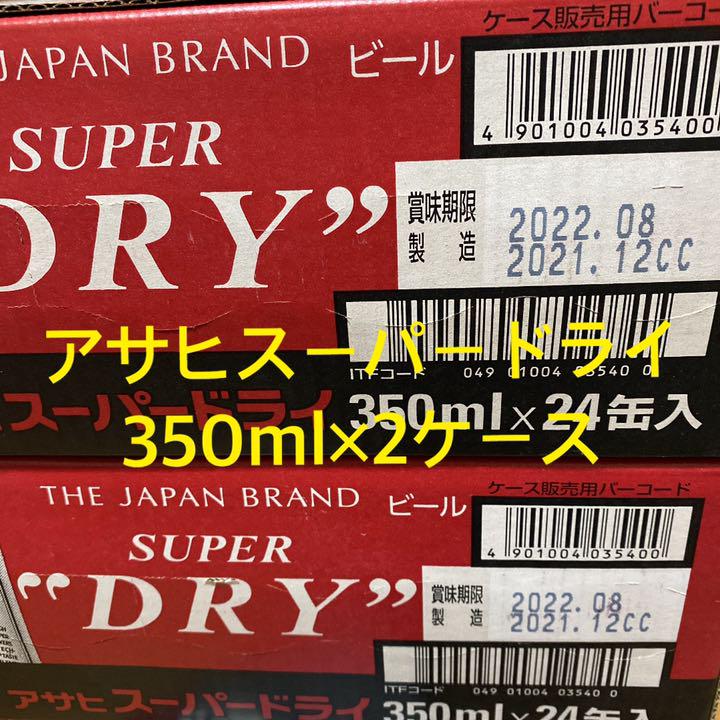 ケース販売用バーコード
JAPAN BRAND ビール
4 901004 035400
SUPER
DRY”
賞味期限 2022.08
製造 2021.12CC
アサヒスーパードライ
ITFコード 049 01004 03540 0
スーパードライ 350ml×24缶入
350ml×2ケース
ケース販売用バーコード
THE JAPAN BRAND ビール
4 901004 035400
SUPER
“DRY”
賞味期限 2022.08
製造 2021.12CC
ITFコード 049 01004 03540 0
アサヒスーパードライ 350ml×24缶入